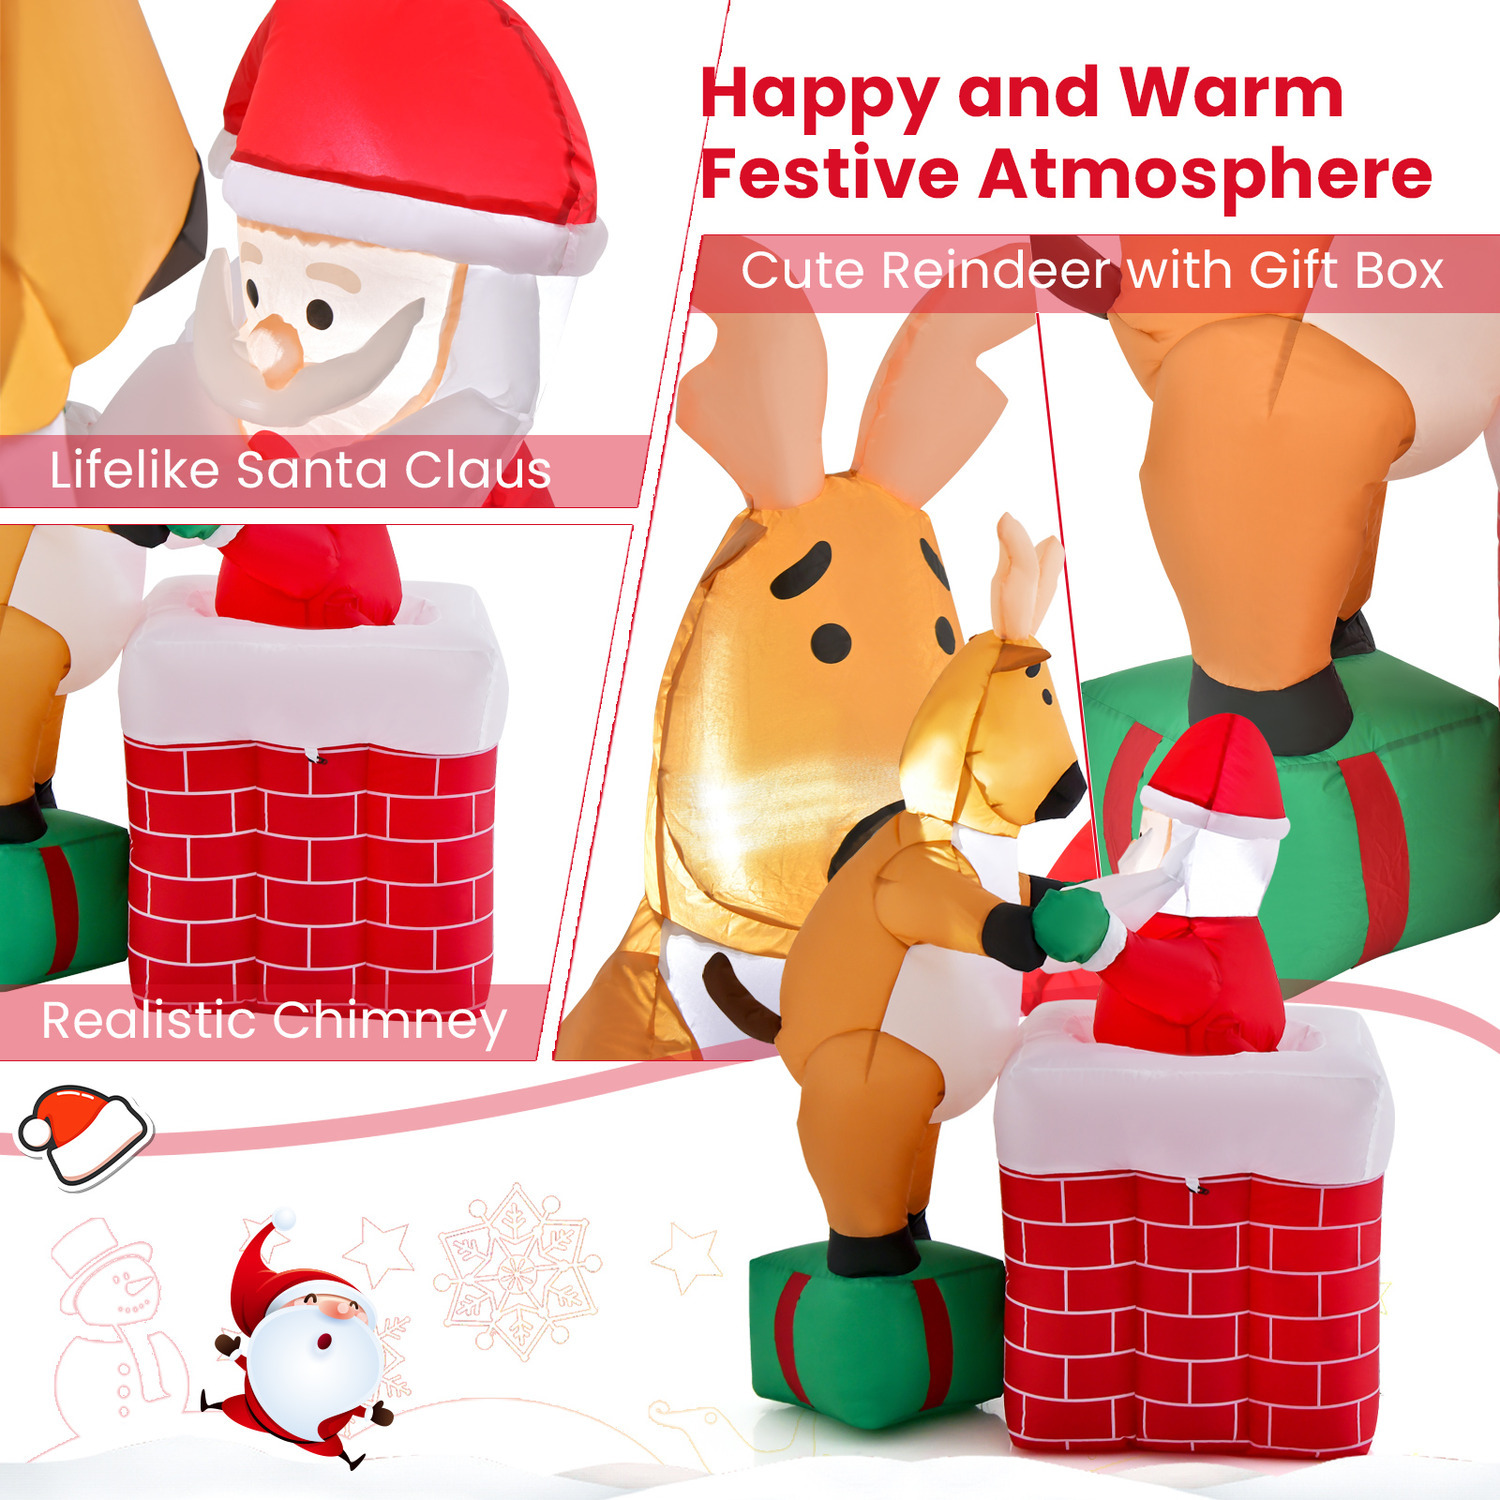 Happy and Warm
Festive Atmosphere
Cute Reindeer with Gift Box
Lifelike Santa Claus
Realistic Chimney